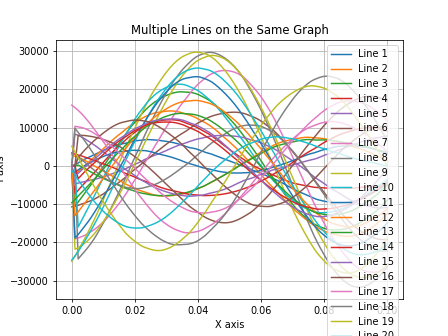 Multiple Lines on the Same Graph
30000
20000
10000
0
−10000
−20000
−30000
0.00
0.02
0.04
0.06
0.08
X axis
Line 1
Line 2
Line 3
Line 4
Line 5
Line 6
Line 7
Line 8
Line 9
Line 10
Line 11
Line 12
Line 13
Line 14
Line 15
Line 16
Line 17
Line 18
Line 19